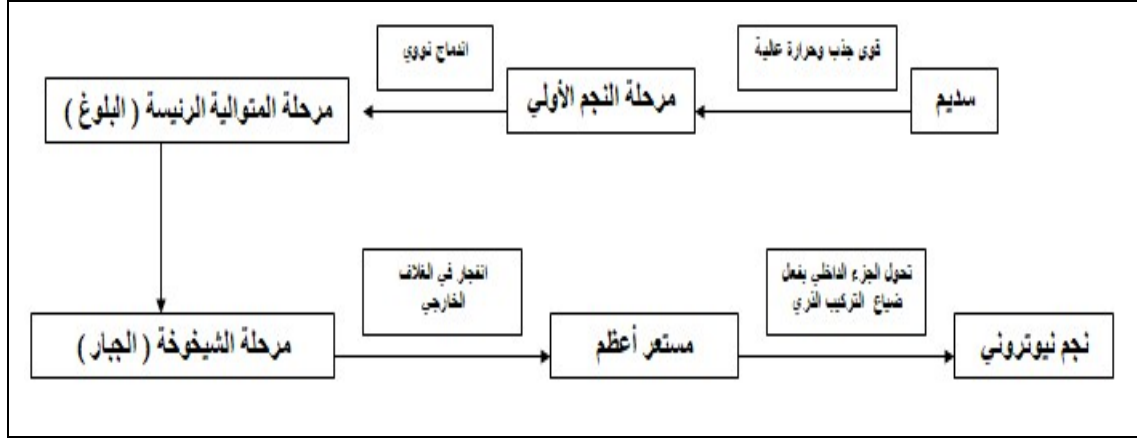 قوى جذب وحرارة عالية
اندماج نووي
سديم
مرحلة النجم الأولي
مرحلة المتوالية الرئيسة ( البلوغ )
انفجار في الغلاف
الخارجي
تحول الجزء الداخلي بفعل
ضياع التركيب الذري
مرحلة الشيخوخة ( الجبار )
مستعر أعظم
نجم نيوتروني